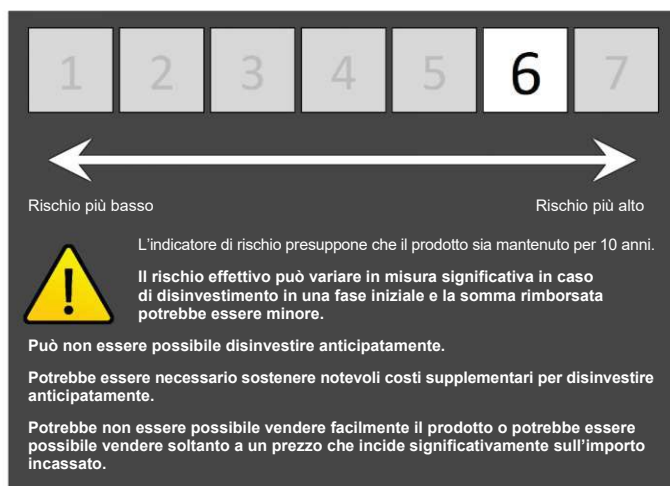 1 2 3 4 5 6 7
Rischio più basso Rischio più alto
L'indicatore di rischio presuppone che il prodotto sia mantenuto per 10 anni.
Il rischio effettivo può variare in misura significativa in caso
di disinvestimento in una fase iniziale e la somma rimborsata
potrebbe essere minore.
Può non essere possibile disinvestire anticipatamente.
Potrebbe essere necessario sostenere notevoli costi supplementari per disinvestire
anticipatamente.
Potrebbe non essere possibile vendere facilmente il prodotto o potrebbe essere
possibile vendere soltanto a un prezzo che incide significativamente sull'importo
incassato.